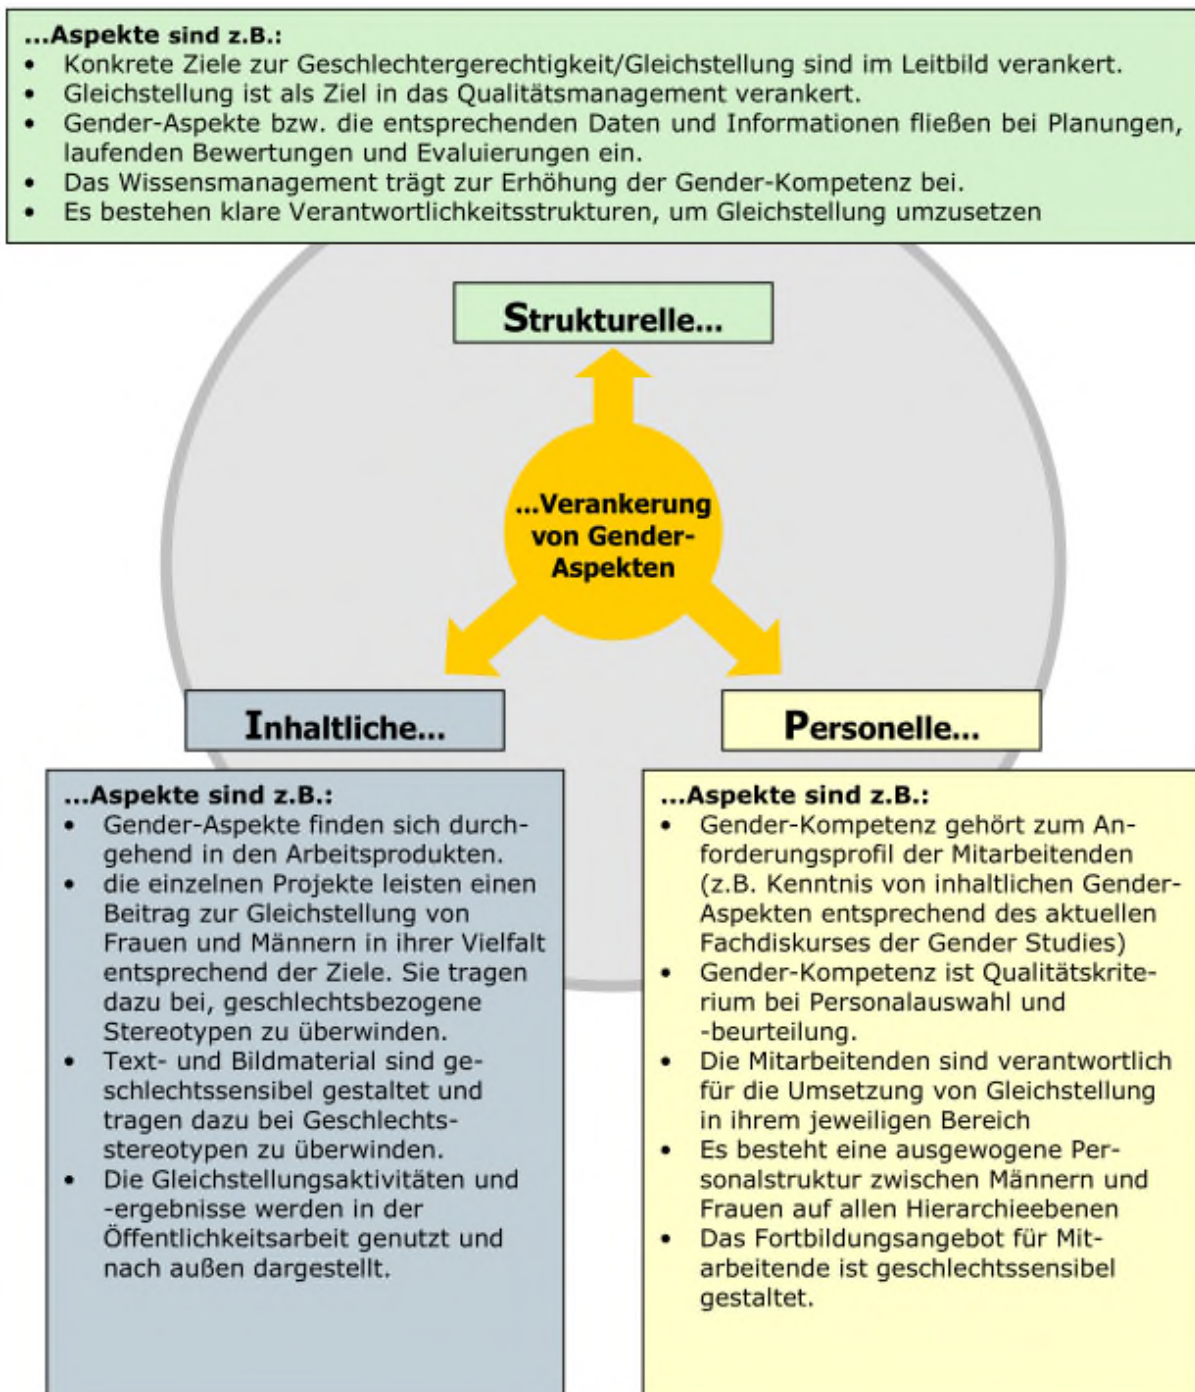 ...Aspekte sind z.B.:
• Konkrete Ziele zur Geschlechtergerechtigkeit/Gleichstellung sind im Leitbild verankert.
• Gleichstellung ist als Ziel in das Qualitätsmanagement verankert.
• Gender-Aspekte bzw. die entsprechenden Daten und Informationen fließen bei Planungen,
laufenden Bewertungen und Evaluierungen ein.
• Das Wissensmanagement trägt zur Erhöhung der Gender-Kompetenz bei.
• Es bestehen klare Verantwortlichkeitsstrukturen, um Gleichstellung umzusetzen
Strukturelle...
...Verankerung
von Gender-
Aspekten
Inhaltliche...
...Aspekte sind z.B.:
• Gender-Aspekte finden sich durch-
gehend in den Arbeitsprodukten.
• die einzelnen Projekte leisten einen
Beitrag zur Gleichstellung von
Frauen und Männern in ihrer Vielfalt
entsprechend der Ziele. Sie tragen
dazu bei, geschlechtsbezogene
Stereotypen zu überwinden.
• Text- und Bildmaterial sind ge-
schlechtssensibel gestaltet und
tragen dazu bei Geschlechts-
stereotypen zu überwinden.
• Die Gleichstellungsaktivitäten und
-ergebnisse werden in der
Öffentlichkeitsarbeit genutzt und
nach außen dargestellt.
Personelle...
...Aspekte sind z.B.:
• Gender-Kompetenz gehört zum An-
forderungsprofil der Mitarbeitenden
(z.B. Kenntnis von inhaltlichen Gender-
Aspekten entsprechend des aktuellen
Fachdiskurses der Gender Studies)
• Gender-Kompetenz ist Qualitätskrite-
rium bei Personalauswahl und
-beurteilung.
• Die Mitarbeitenden sind verantwortlich
für die Umsetzung von Gleichstellung
in ihrem jeweiligen Bereich
• Es besteht eine ausgewogene Per-
sonalstruktur zwischen Männern und
Frauen auf allen Hierarchieebenen
• Das Fortbildungsangebot für Mit-
arbeitende ist geschlechtssensibel
gestaltet.